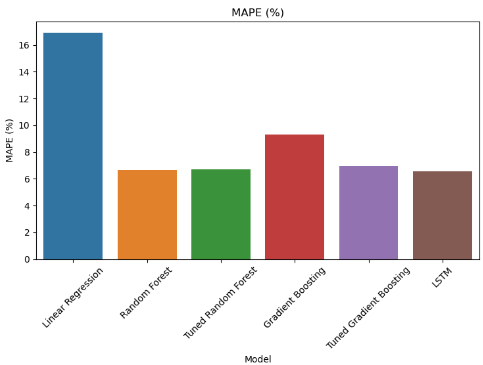 MAPE (%)
MAPE (%)
16
14
12
10
8
6
4
2
0
Linear Regression
Random Forest
Tuned Random Forest
Gradient Boosting
Tuned Gradient Boosting
LSTM
Model